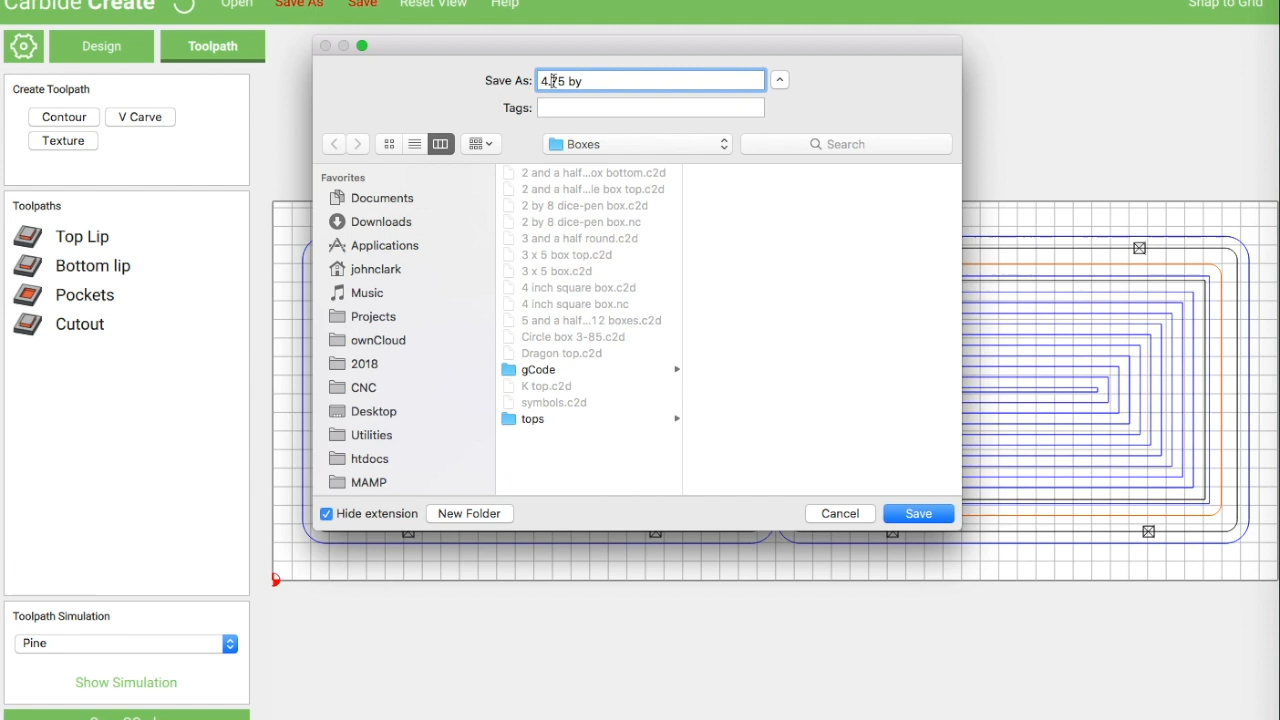 Carbide Create Open Save As Save Reset View Help Snap to Grid
Design Toolpath
Create Toolpath
Contour V Carve
Texture
Toolpaths
Top Lip
Bottom lip
Pockets
Cutout
Toolpath Simulation
Pine
Show Simulation
Save As: 4.75 by
Tags:
Boxes Search
Favorites
Documents
Downloads
Applications
johnclark
Music
Projects
ownCloud
2018
CNC
Desktop
Utilities
htdocs
MAMP
2 and a half...ox bottom.c2d
2 and a half...le box top.c2d
2 by 8 dice-pen box.c2d
2 by 8 dice-pen box.nc
3 and a half round.c2d
3 x 5 box top.c2d
3 x 5 box.c2d
4 inch square box.c2d
4 inch square box.nc
5 and a half...12 boxes.c2d
Circle box 3-85.c2d
Dragon top.c2d
gCode
K top.c2d
symbols.c2d
tops
Hide extension New Folder Cancel Save